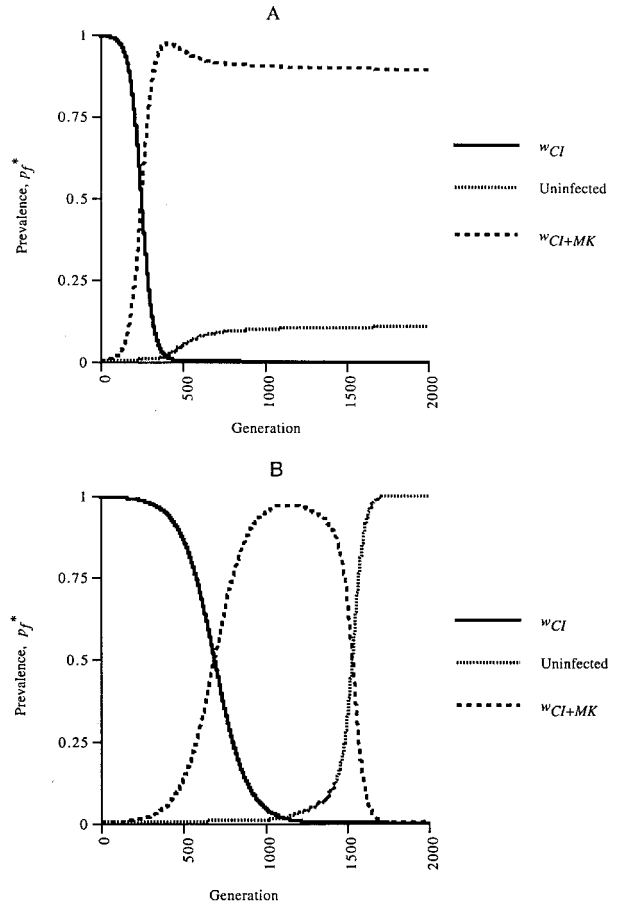 A
1
0.75
0.5
0.25
0
Prevalence, pf*
0
500
1000
1500
2000
Generation
wCI
Uninfected
wCI+MK
B
1
0.75
0.5
0.25
0
Prevalence, pf*
0
500
1000
1500
2000
Generation
wCI
Uninfected
wCI+MK